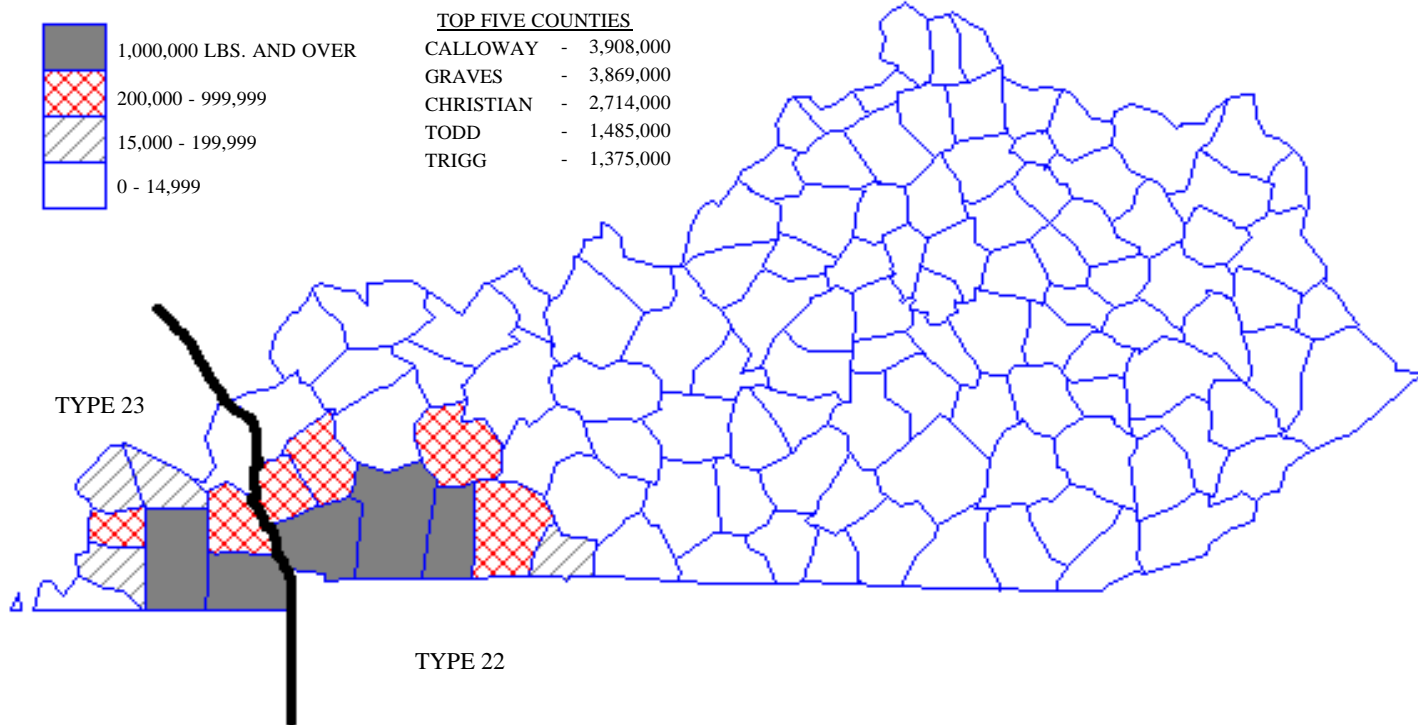 1,000,000 LBS. AND OVER
200,000 - 999,999
15,000 - 199,999
0 - 14,999
TOP FIVE COUNTIES
CALLOWAY - 3,908,000
GRAVES - 3,869,000
CHRISTIAN - 2,714,000
TODD - 1,485,000
TRIGG - 1,375,000
TYPE 23
TYPE 22